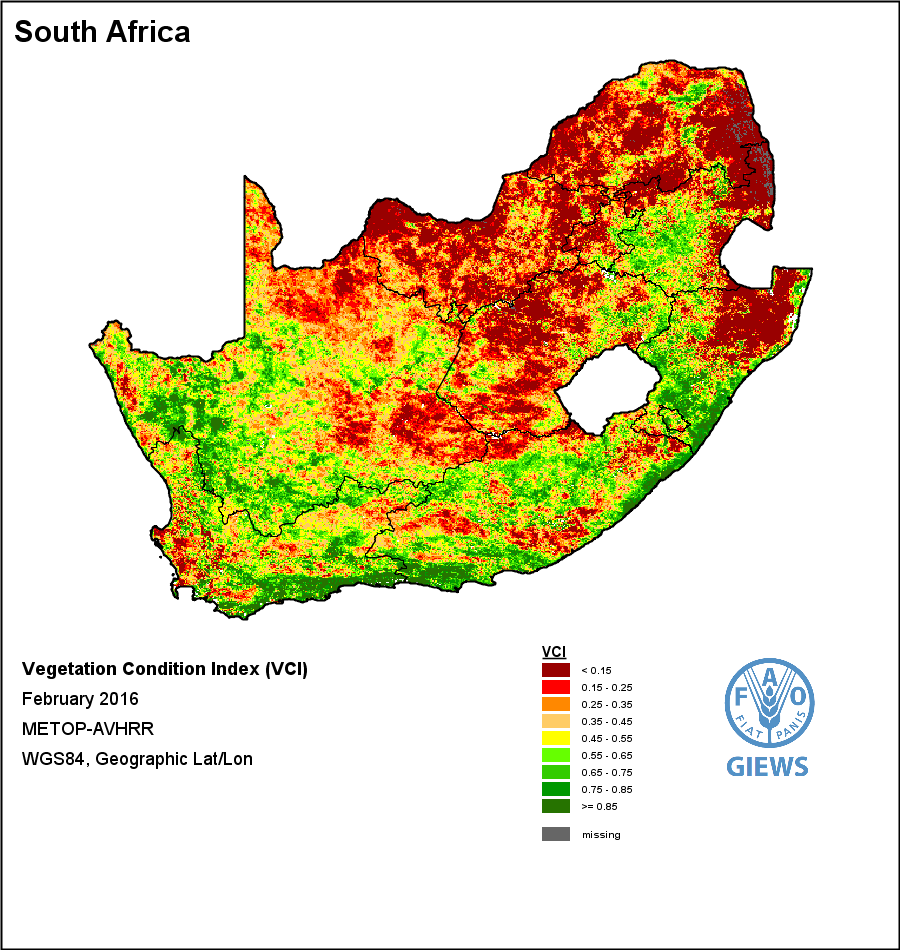 South Africa
Vegetation Condition Index (VCI)
February 2016
METOP-AVHRR
WGS84, Geographic Lat/Lon
VCI
< 0.15
0.15 - 0.25
0.25 - 0.35
0.35 - 0.45
0.45 - 0.55
0.55 - 0.65
0.65 - 0.75
0.75 - 0.85
>= 0.85
missing
F A O
FIAT PANIS
GIEWS